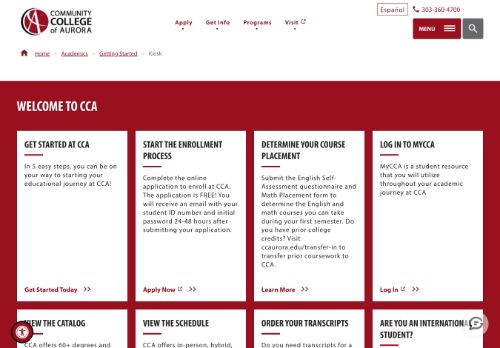 COMMUNITY
COLLEGE
of AURORA
Español 303-360-4700
Apply Get Info Programs Visit
MENU
Home Academics Getting Started Kiosk
WELCOME TO CCA
GET STARTED AT CCA
In 5 easy steps, you can be on
your way to starting your
educational journey at CCA!
Get Started Today
START THE ENROLLMENT
PROCESS
Complete the online
application to enroll at CCA.
The application is FREE! You
will receive an email with your
student ID number and initial
password 24-48 hours after
submitting your application.
Apply Now
DETERMINE YOUR COURSE
PLACEMENT
Submit the English Self-
Assessment questionnaire and
Math Placement form to
determine the English and
math courses you can take
during your first semester. Do
you have prior college
credits? Visit
ccaurora.edu/transfer-in to
transfer prior coursework to
CCA.
Learn More
LOG IN TO MYCCA
MyCCA is a student resource
that you will utilize
throughout your academic
journey at CCA
Log In
VIEW THE CATALOG
CCA offers 60+ degrees and
VIEW THE SCHEDULE
CCA offers in-person, hybrid,
ORDER YOUR TRANSCRIPTS
Do you need transcripts for a
ARE YOU AN INTERNATIONAL
STUDENT?